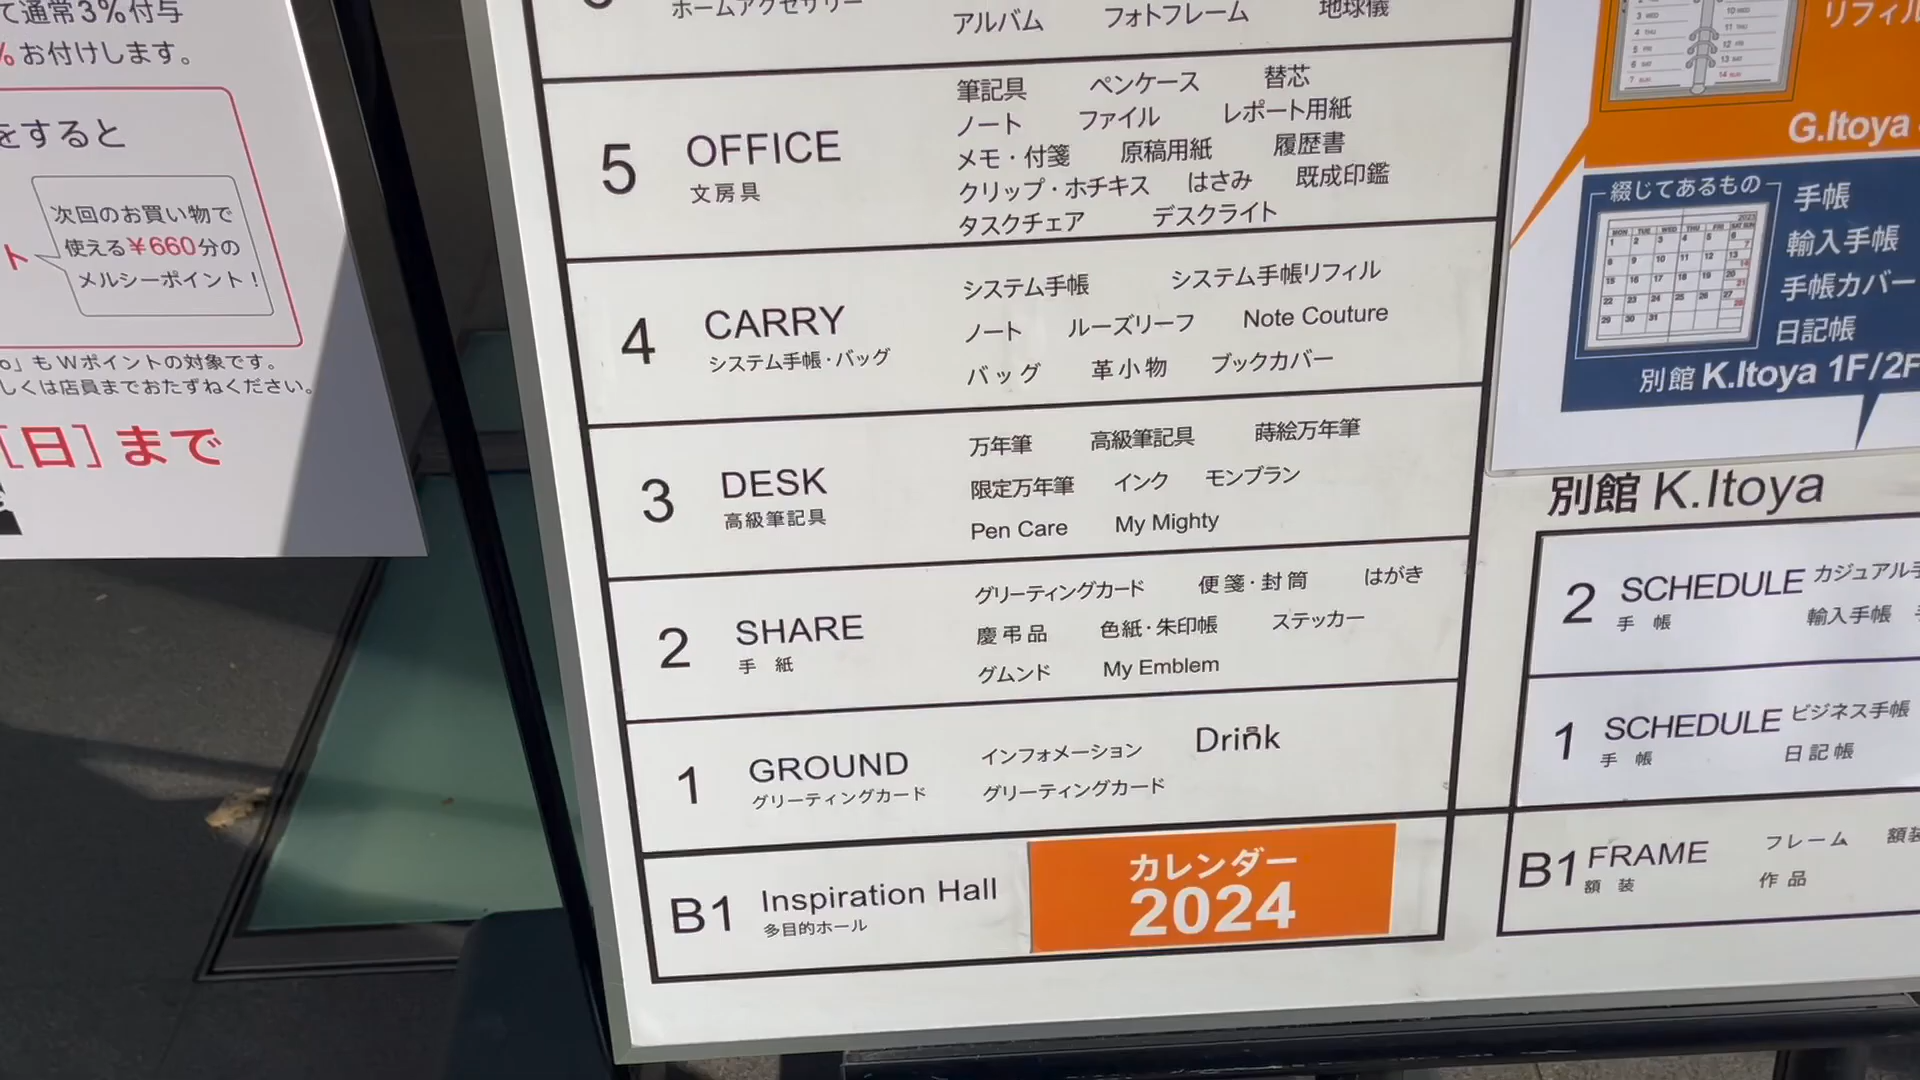 て通常3%付与
%お付けします。
をすると
次回のお買い物で
使える¥660分の
メルシーポイント!
ト
o」もWポイントの対象です。
しくは店員までおたずねください。
[日]まで
ホームアクセサリー
アルバム フォトフレーム 地球儀
5 OFFICE 文房具
筆記具 ペンケース 替芯
ノート ファイル レポート用紙
メモ・付箋 原稿用紙 履歴書
クリップ・ホチキス はさみ 既成印鑑
タスクチェア デスクライト
4 CARRY システム手帳・バッグ
システム手帳 システム手帳リフィル
ノート ルーズリーフ Note Couture
バッグ 革小物 ブックカバー
3 DESK 高級筆記具
万年筆 高級筆記具 蒔絵万年筆
限定万年筆 インク モンブラン
Pen Care My Mighty
2 SHARE 手紙
グリーティングカード 便箋・封筒 はがき
慶弔品 色紙・朱印帳 ステッカー
グムンド My Emblem
1 GROUND グリーティングカード
インフォメーション Drink
グリーティングカード
B1 Inspiration Hall 多目的ホール
カレンダー
2024
リフィル
G.Itoya
綴じてあるもの
手帳
輸入手帳
手帳カバー
日記帳
別館 K.Itoya 1F/2F
別館 K.Itoya
2 SCHEDULE 手帳
カジュアル手
輸入手帳
1 SCHEDULE 手帳
ビジネス手帳
日記帳
B1 FRAME 額装
フレーム 額装
作品